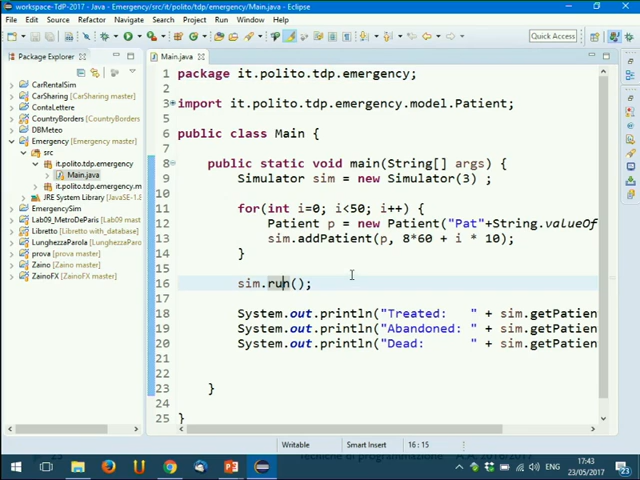 workspace-TdP-2017 - Java - Emergency/src/it/polito/tdp/emergency/Main.java - Eclipse
File Edit Source Refactor Navigate Search Project Run Window Help
Quick Access
Package Explorer
Main.java
CarRentalSim
CarSharing [CarSharing master]
ContaLettere
CountryBorders [CountryBorders master]
DBMeteo
Emergency [Emergency master]
src
it.polito.tdp.emergency
Main.java
it.polito.tdp.emergency.m
JRE System Library [JavaSE-1.8
EmergencySim
Lab09_MetroDeParis [Lab09 master]
Libretto [Libretto with_database]
LunghezzaParola [LunghezzaParola
prova [prova master]
Zaino [Zaino master]
ZainoFX [ZainoFX master]
1 package it.polito.tdp.emergency;
2
3 import it.polito.tdp.emergency.model.Patient;
6 public class Main {
7
8 public static void main(String[] args) {
9 Simulator sim = new Simulator(3) ;
10
11 for(int i=0; i<50; i++) {
12 Patient p = new Patient("Pat"+String.valueOf
13 sim.addPatient(p, 8*60 + i * 10);
14 }
15
16 sim.run();
17
18 System.out.println("Treated: " + sim.getPatien
19 System.out.println("Abandoned: " + sim.getPatien
20 System.out.println("Dead: " + sim.getPatien
21
22
23 }
24
25 }
Writable Smart Insert 16 : 15
ENG
17:43
23/05/2017